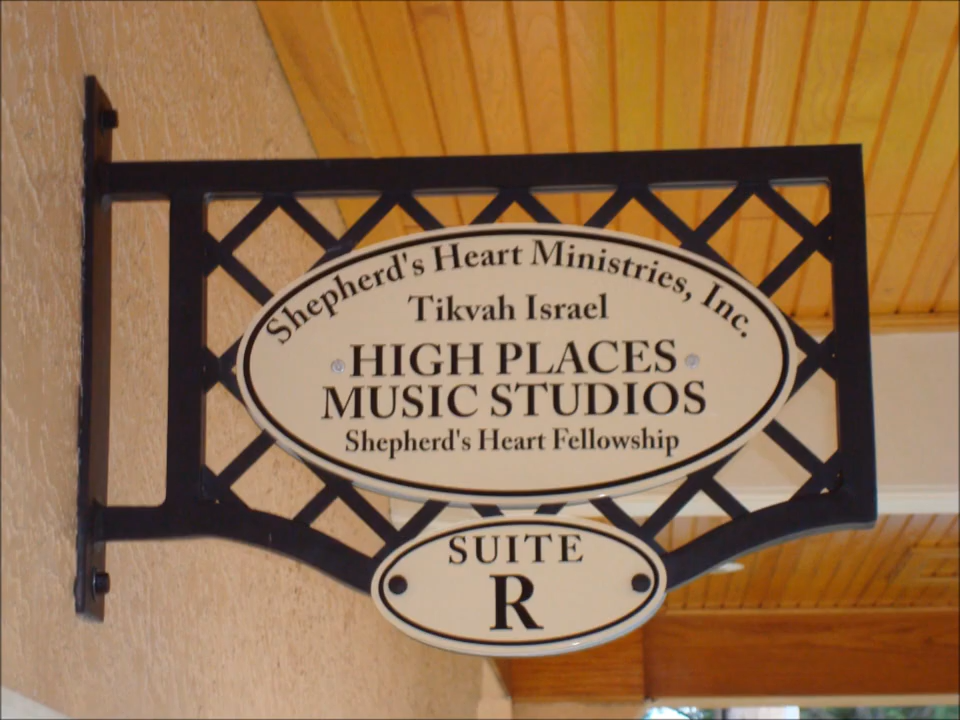 Shepherd's Heart Ministries, Inc.
Tikvah Israel
HIGH PLACES
MUSIC STUDIOS
Shepherd's Heart Fellowship
SUITE
R